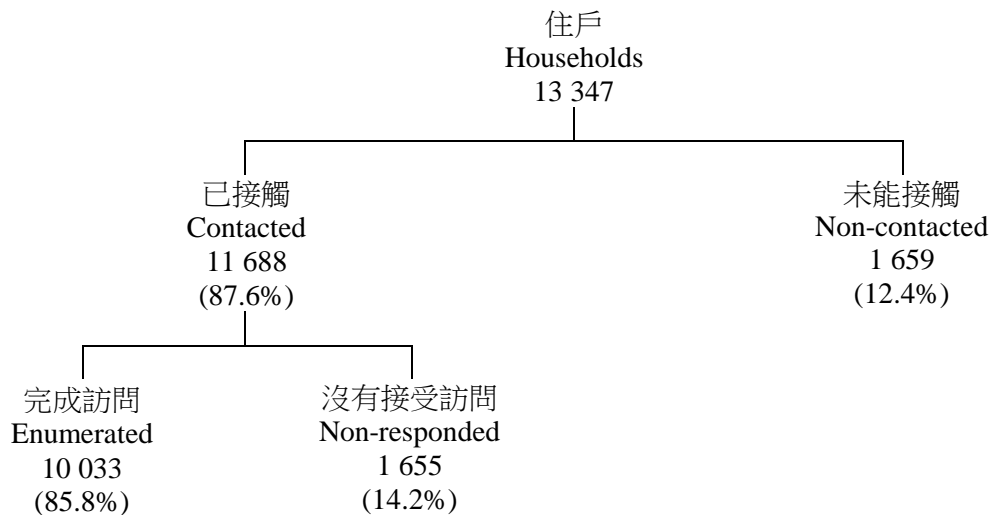 住戶
Households
13 347
已接觸
Contacted
11 688
(87.6%)
未能接觸
Non-contacted
1 659
(12.4%)
完成訪問
Enumerated
10 033
(85.8%)
沒有接受訪問
Non-responded
1 655
(14.2%)